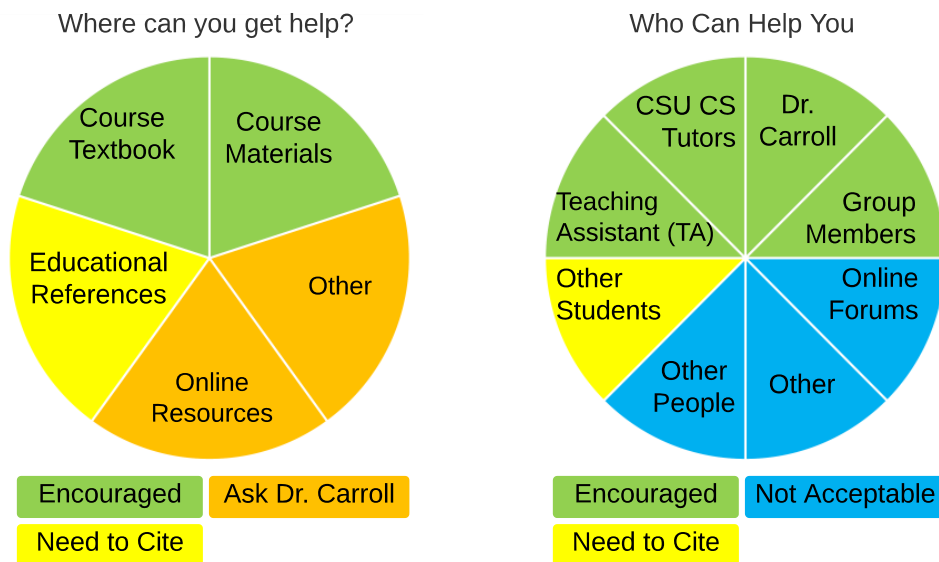 Where can you get help?
Course
Textbook
Course
Materials
Educational
References
Other
Online
Resources
Encouraged
Ask Dr. Carroll
Need to Cite
Who Can Help You
CSU CS
Tutors
Dr.
Carroll
Teaching
Assistant (TA)
Group
Members
Other
Students
Online
Forums
Other
People
Other
Encouraged
Not Acceptable
Need to Cite